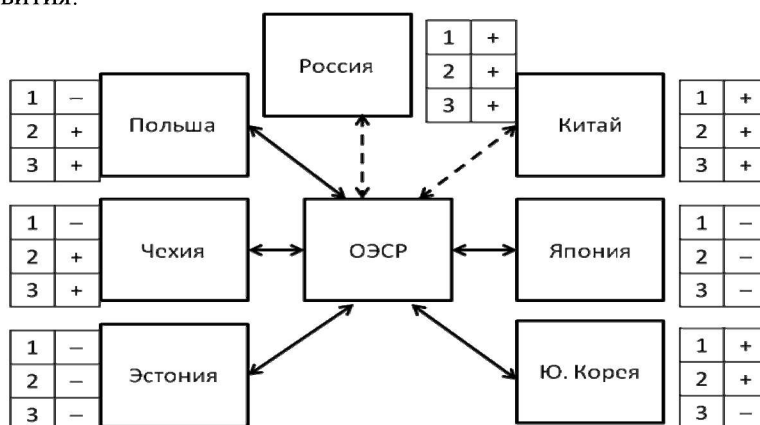 вития.
Россия
1 +
2 +
3 +
Польша
1 –
2 +
3 +
Китай
1 +
2 +
3 +
Чехия
1 –
2 +
3 +
ОЭСР
Япония
1 –
2 –
3 –
Эстония
1 –
2 –
3 –
Ю. Корея
1 +
2 +
3 –